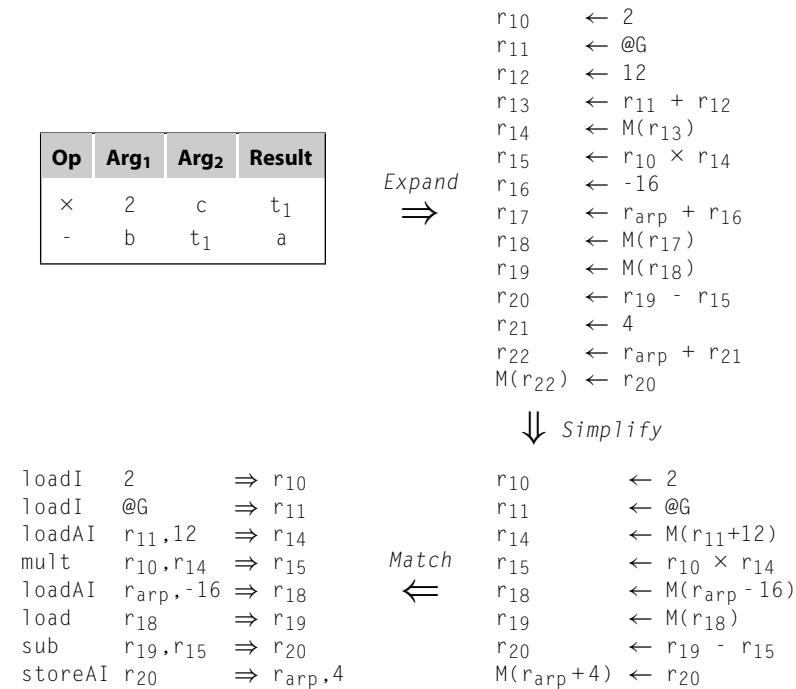 Op Arg₁ Arg₂ Result
× 2 c t₁
- b t₁ a
Expand
⇒
r₁₀ ← 2
r₁₁ ← @G
r₁₂ ← 12
r₁₃ ← r₁₁ + r₁₂
r₁₄ ← M(r₁₃)
r₁₅ ← r₁₀ × r₁₄
r₁₆ ← -16
r₁₇ ← rₐᵣₚ + r₁₆
r₁₈ ← M(r₁₇)
r₁₉ ← M(r₁₈)
r₂₀ ← r₁₉ - r₁₅
r₂₁ ← 4
r₂₂ ← rₐᵣₚ + r₂₁
M(r₂₂) ← r₂₀
⇓ Simplify
r₁₀ ← 2
r₁₁ ← @G
r₁₄ ← M(r₁₁+12)
r₁₅ ← r₁₀ × r₁₄
r₁₈ ← M(rₐᵣₚ-16)
r₁₉ ← M(r₁₈)
r₂₀ ← r₁₉ - r₁₅
M(rₐᵣₚ+4) ← r₂₀
Match
⇐
loadI 2 ⇒ r₁₀
loadI @G ⇒ r₁₁
loadAI r₁₁,12 ⇒ r₁₄
mult r₁₀,r₁₄ ⇒ r₁₅
loadAI rₐᵣₚ,-16 ⇒ r₁₈
load r₁₈ ⇒ r₁₉
sub r₁₉,r₁₅ ⇒ r₂₀
storeAI r₂₀ ⇒ rₐᵣₚ,4